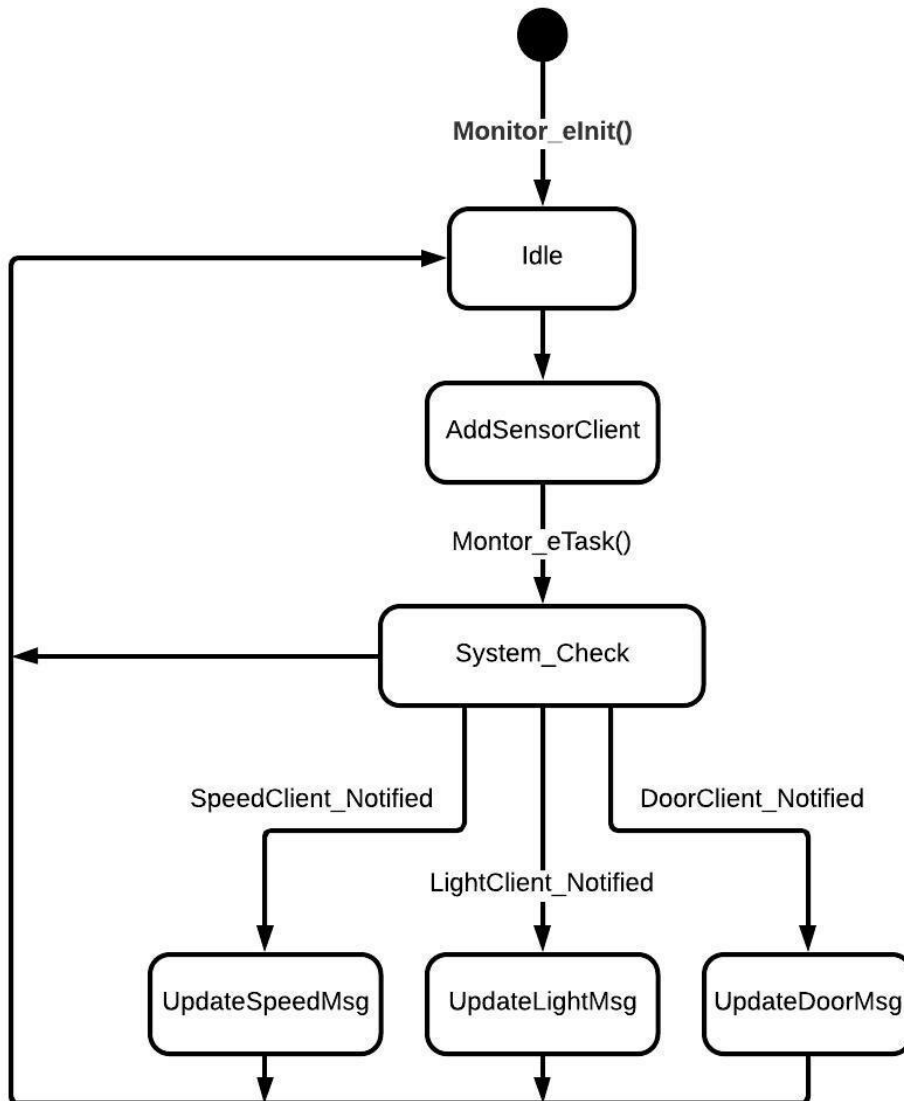 Monitor_eInit()
Idle
AddSensorClient
Montor_eTask()
System_Check
SpeedClient_Notified
DoorClient_Notified
LightClient_Notified
UpdateSpeedMsg
UpdateLightMsg
UpdateDoorMsg